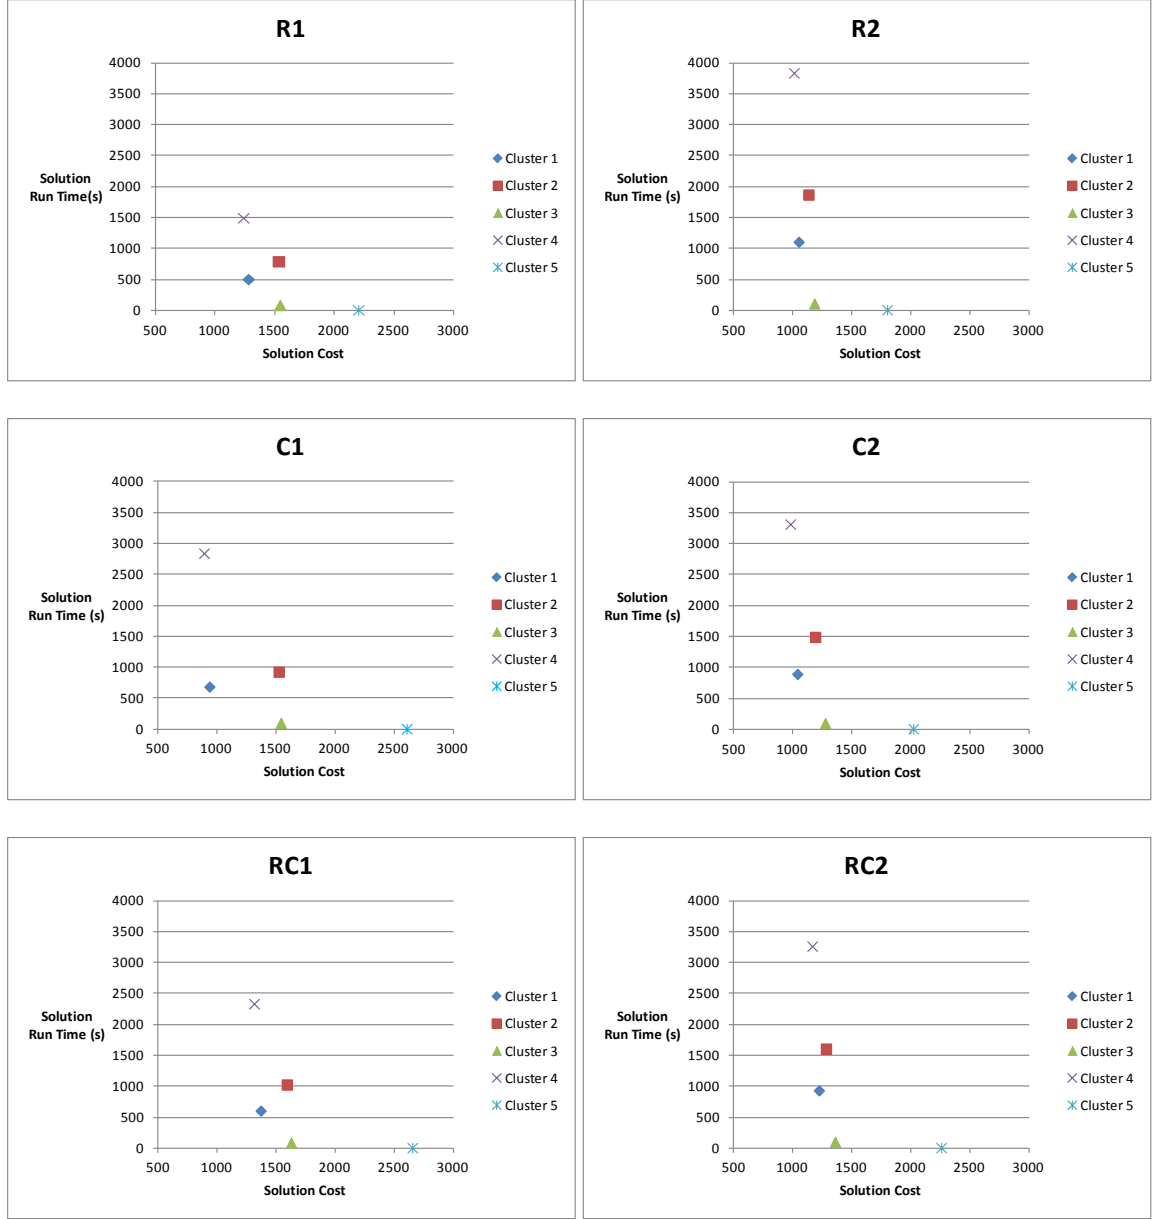 R1
4000
3500
3000
2500
2000
1500
1000
500
0
Solution
Run Time(s)
500 1000 1500 2000 2500 3000
Solution Cost
Cluster 1
Cluster 2
Cluster 3
Cluster 4
Cluster 5
R2
4000
3500
3000
2500
2000
1500
1000
500
0
Solution
Run Time (s)
500 1000 1500 2000 2500 3000
Solution Cost
Cluster 1
Cluster 2
Cluster 3
Cluster 4
Cluster 5
C1
4000
3500
3000
2500
2000
1500
1000
500
0
Solution
Run Time (s)
500 1000 1500 2000 2500 3000
Solution Cost
Cluster 1
Cluster 2
Cluster 3
Cluster 4
Cluster 5
C2
4000
3500
3000
2500
2000
1500
1000
500
0
Solution
Run Time (s)
500 1000 1500 2000 2500 3000
Solution Cost
Cluster 1
Cluster 2
Cluster 3
Cluster 4
Cluster 5
RC1
4000
3500
3000
2500
2000
1500
1000
500
0
Solution
Run Time (s)
500 1000 1500 2000 2500 3000
Solution Cost
Cluster 1
Cluster 2
Cluster 3
Cluster 4
Cluster 5
RC2
4000
3500
3000
2500
2000
1500
1000
500
0
Solution
Run Time (s)
500 1000 1500 2000 2500 3000
Solution Cost
Cluster 1
Cluster 2
Cluster 3
Cluster 4
Cluster 5